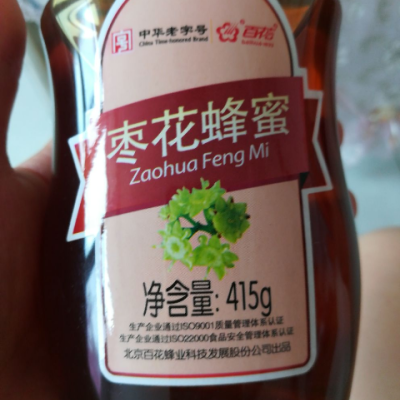 中华老字号 百花
China Time-honored Brand
枣花蜂蜜
Zaohua Feng Mi
净含量: 415g
生产企业通过ISO9001质量管理体系认证
生产企业通过ISO22000食品安全管理体系认证
北京百花蜂业科技发展股份公司出品